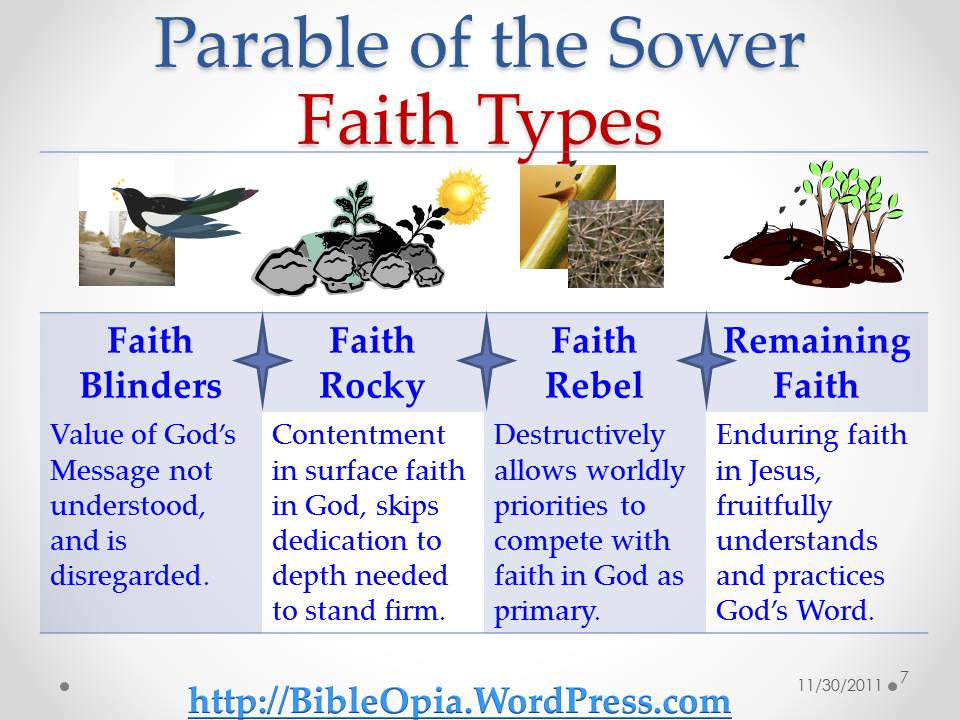 Parable of the Sower
Faith Types
Faith
Blinders
Faith
Rocky
Faith
Rebel
Remaining
Faith
Value of God's
Message not
understood,
and is
disregarded.
Contentment
in surface faith
in God, skips
dedication to
depth needed
to stand firm.
Destructively
allows worldly
priorities to
compete with
faith in God as
primary.
Enduring faith
in Jesus,
fruitfully
understands
and practices
God's Word.
http://BibleOpia.WordPress.com
11/30/2011
7